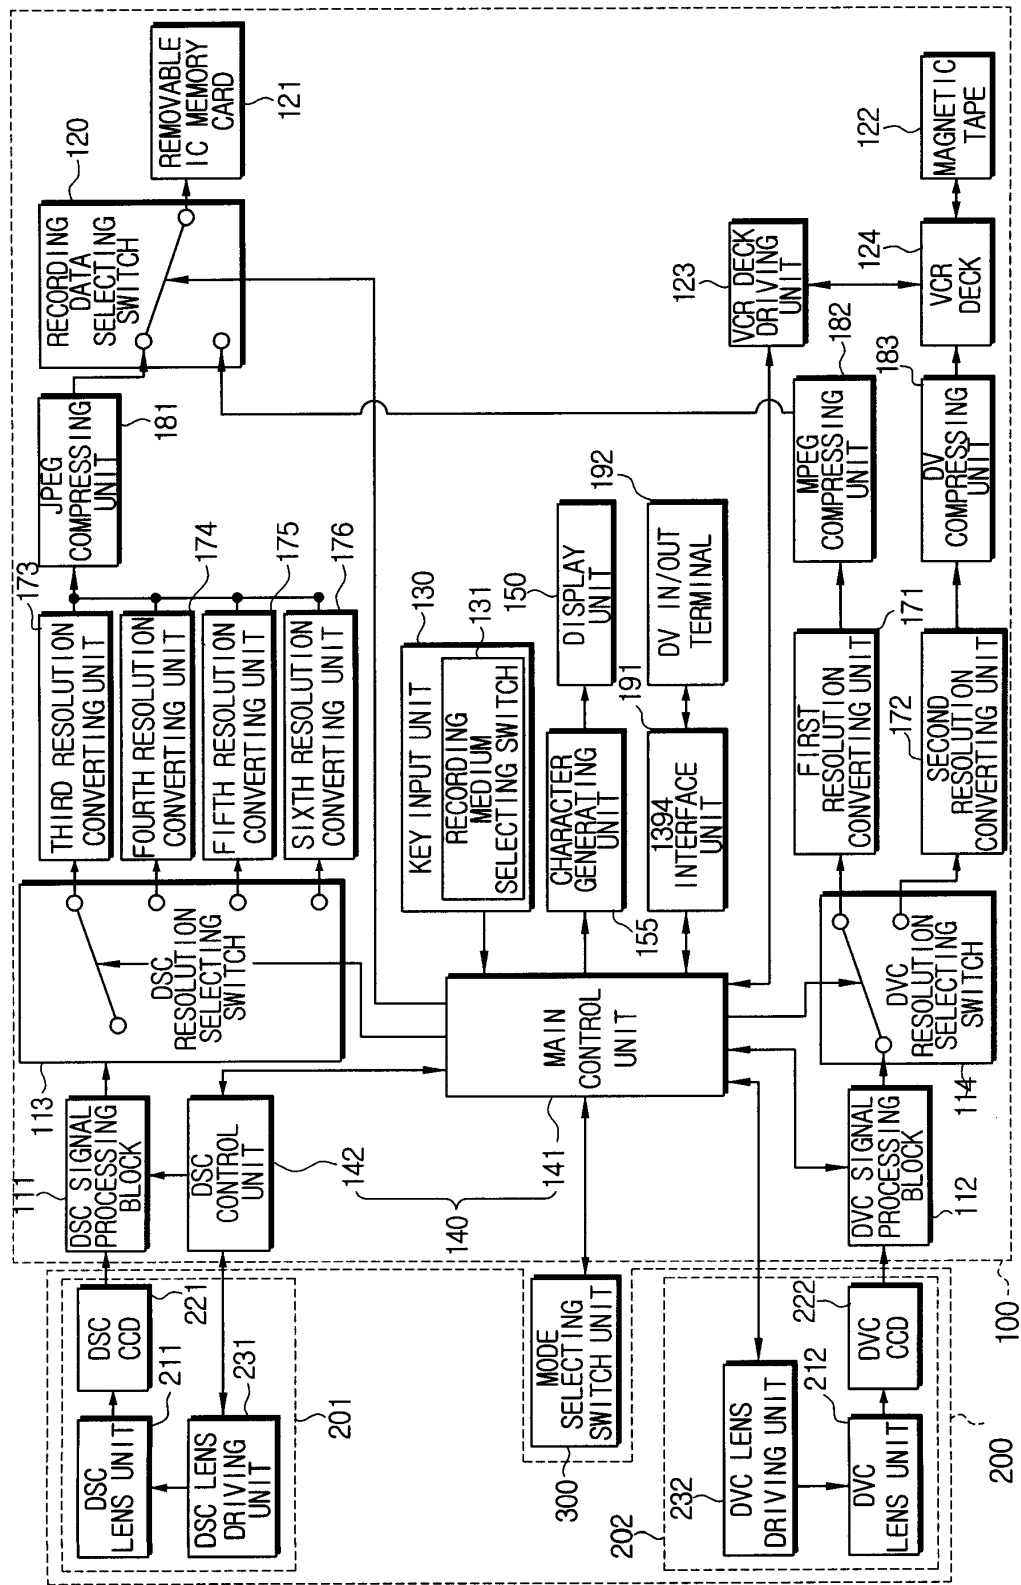 DSC
LENS UNIT
211
DSC
CCD
221
DSC LENS
DRIVING
UNIT
231
201
DSC SIGNAL
PROCESSING
BLOCK
111
DSC
CONTROL
UNIT
142
140
141
113
DSC
RESOLUTION
SELECTING
SWITCH
THIRD RESOLUTION
CONVERTING UNIT
173
FOURTH RESOLUTION
CONVERTING UNIT
174
FIFTH RESOLUTION
CONVERTING UNIT
175
SIXTH RESOLUTION
CONVERTING UNIT
176
JPEG
COMPRESSING
UNIT
181
RECORDING
DATA
SELECTING
SWITCH
120
REMOVABLE
IC MEMORY
CARD
121
MODE
SELECTING
SWITCH UNIT
300
MAIN
CONTROL
UNIT
KEY INPUT UNIT
130
RECORDING
MEDIUM
SELECTING SWITCH
131
CHARACTER
GENERATING
UNIT
155
DISPLAY
UNIT
150
1394
INTERFACE
UNIT
191
DV IN/OUT
TERMINAL
192
DVC LENS
DRIVING UNIT
232
202
DVC
LENS UNIT
212
DVC
CCD
222
DVC SIGNAL
PROCESSING
BLOCK
112
DVC
RESOLUTION
SELECTING
SWITCH
114
FIRST
RESOLUTION
CONVERTING UNIT
171
SECOND
RESOLUTION
CONVERTING UNIT
172
MPEG
COMPRESSING
UNIT
182
DV
COMPRESSING
UNIT
183
VCR DECK
DRIVING
UNIT
123
VCR
DECK
124
MAGNETIC
TAPE
122
200
100